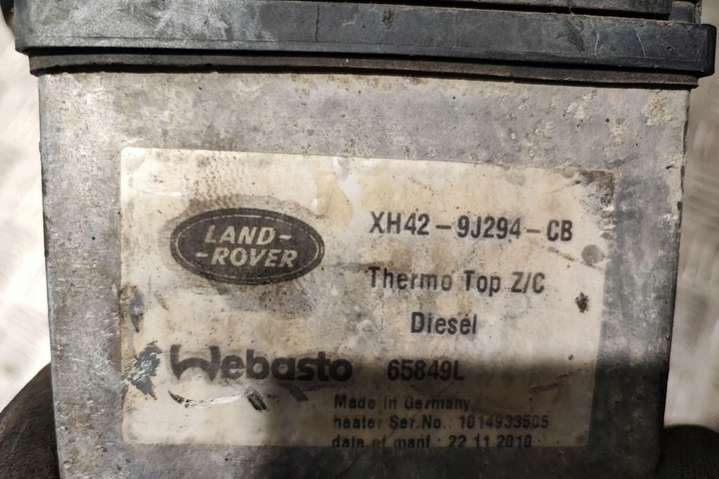 LAND-
-ROVER
XH42-9J294-CB
Thermo Top Z/C
Diesel
Webasto 65849L
Made in Germany
heater Ser.No.: 1014933505
date of manf.: 22.11.2010